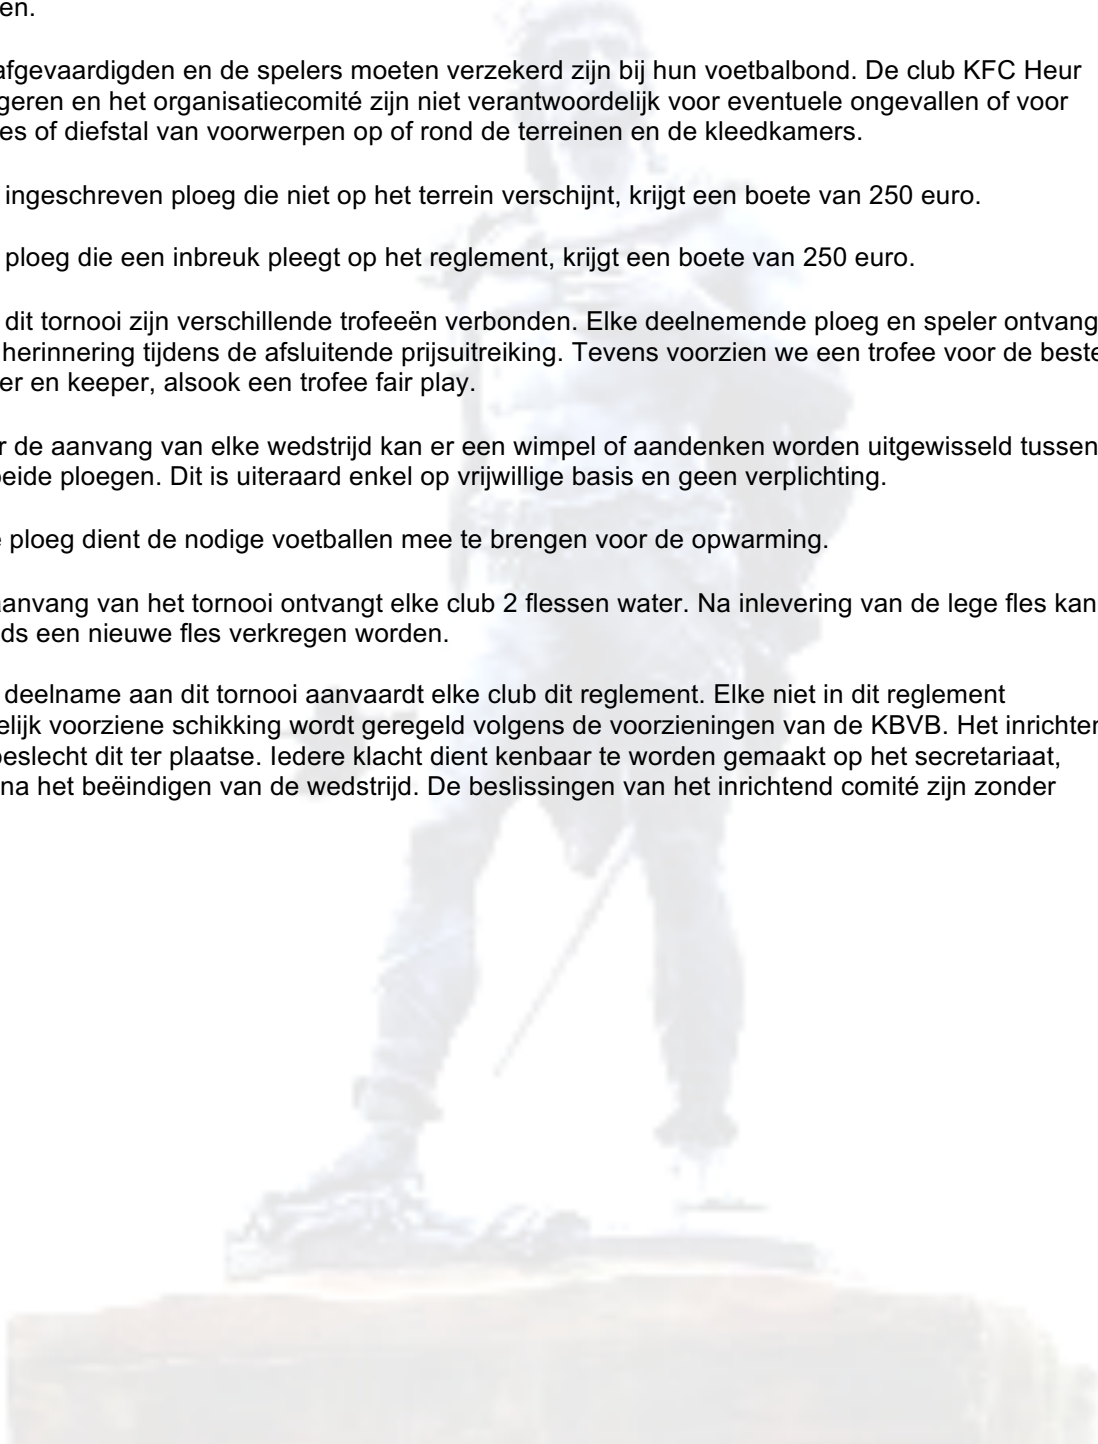 en.
afgevaardigden en de spelers moeten verzekerd zijn bij hun voetbalbond. De club KFC Heur
geren en het organisatiecomité zijn niet verantwoordelijk voor eventuele ongevallen of voor
es of diefstal van voorwerpen op of rond de terreinen en de kleedkamers.
ingeschreven ploeg die niet op het terrein verschijnt, krijgt een boete van 250 euro.
ploeg die een inbreuk pleegt op het reglement, krijgt een boete van 250 euro.
dit tornooi zijn verschillende trofeeën verbonden. Elke deelnemende ploeg en speler ontvang
herinnering tijdens de afsluitende prijsuitreiking. Tevens voorzien we een trofee voor de beste
er en keeper, alsook een trofee fair play.
r de aanvang van elke wedstrijd kan er een wimpel of aandenken worden uitgewisseld tussen
eide ploegen. Dit is uiteraard enkel op vrijwillige basis en geen verplichting.
e ploeg dient de nodige voetballen mee te brengen voor de opwarming.
aanvang van het tornooi ontvangt elke club 2 flessen water. Na inlevering van de lege fles kan
ds een nieuwe fles verkregen worden.
deelname aan dit tornooi aanvaardt elke club dit reglement. Elke niet in dit reglement
elijk voorziene schikking wordt geregeld volgens de voorzieningen van de KBVB. Het inrichten
beslecht dit ter plaatse. Iedere klacht dient kenbaar te worden gemaakt op het secretariaat,
na het beëindigen van de wedstrijd. De beslissingen van het inrichtend comité zijn zonder